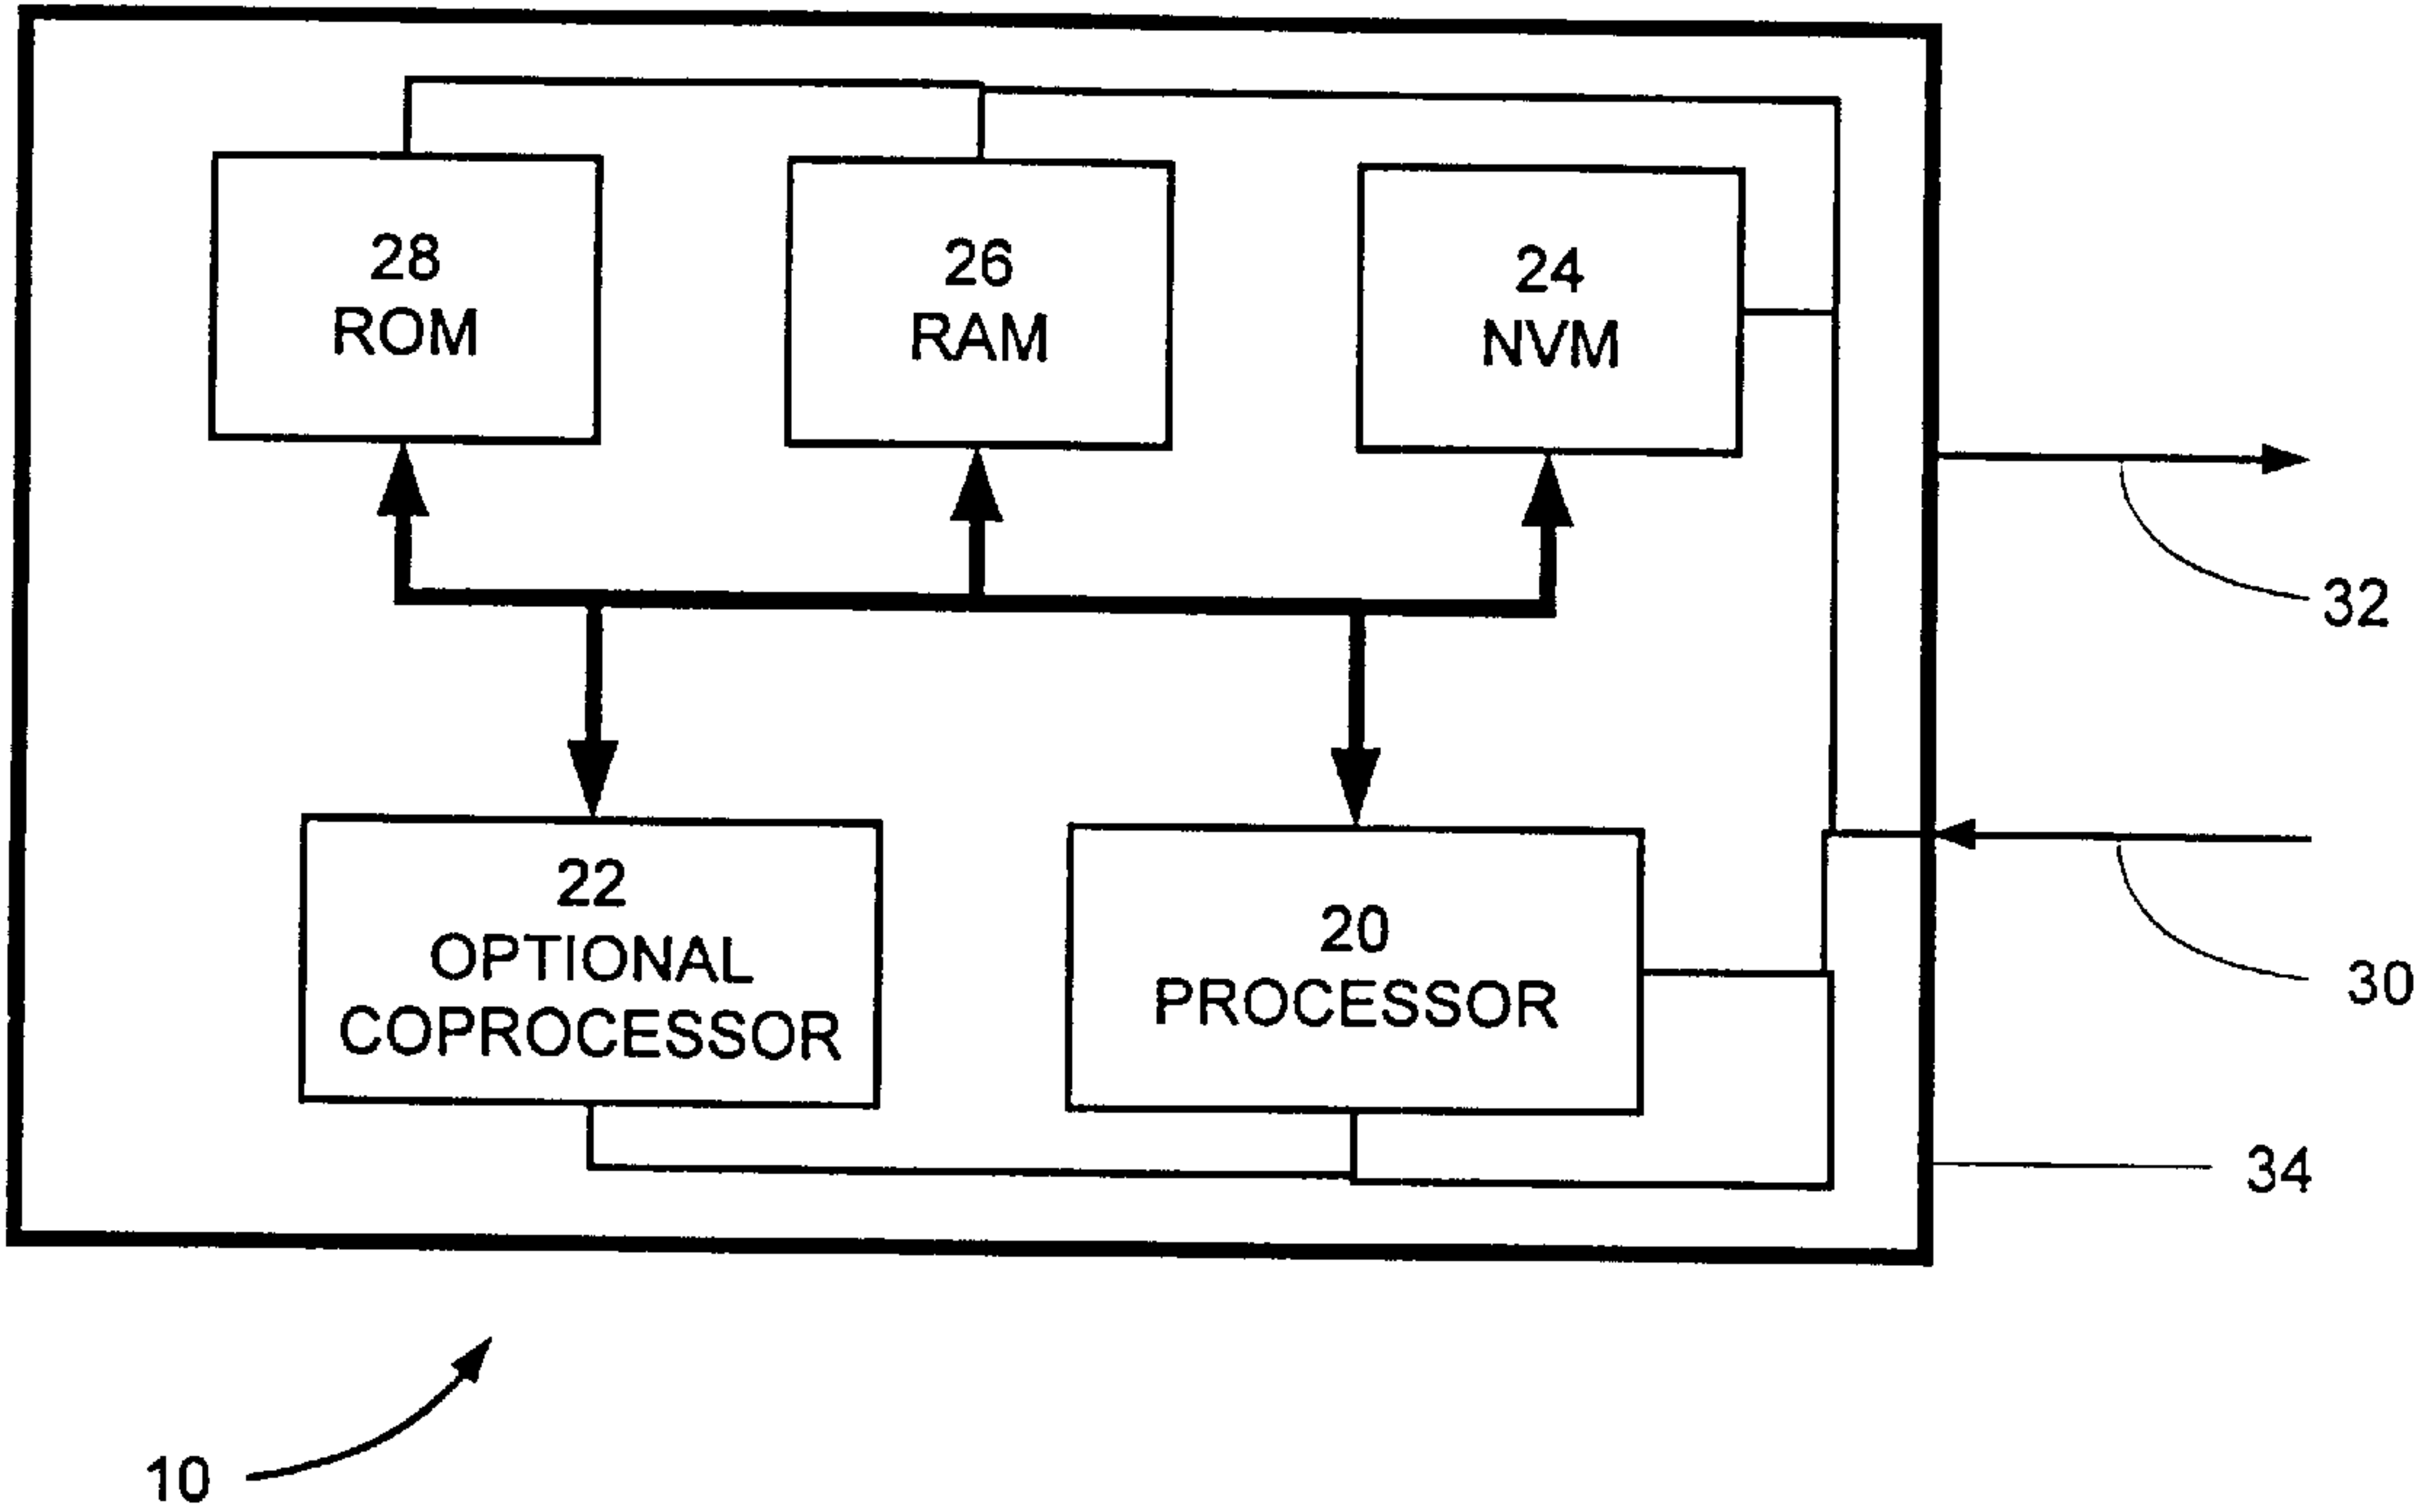 28
ROM
26
RAM
24
NVM
32
22
OPTIONAL
COPROCESSOR
20
PROCESSOR
30
34
10